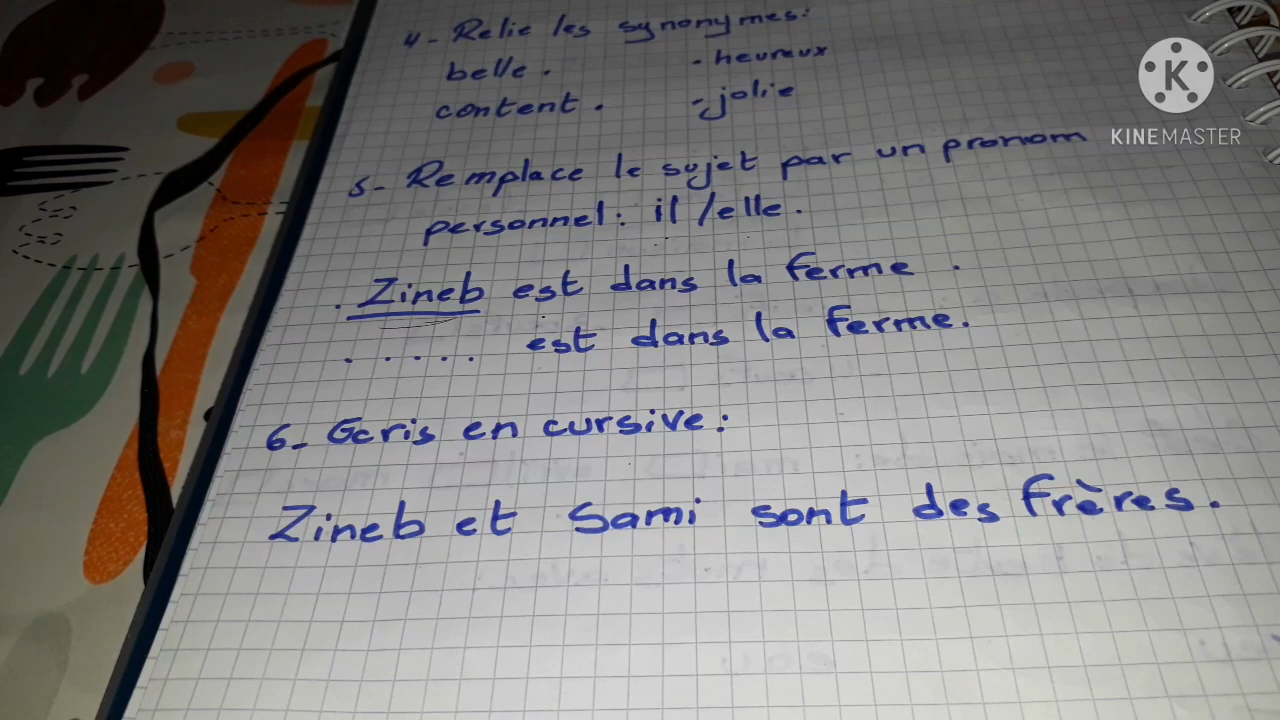 4- Relie les synonymes:
belle . . heureux
content . - jolie
5- Remplace le sujet par un pronom
personnel: il/elle.
. Zineb est dans la ferme .
. . . . . . est dans la ferme.
6- Ecris en cursive:
Zineb et Sami sont des frères.
K
KINEMASTER